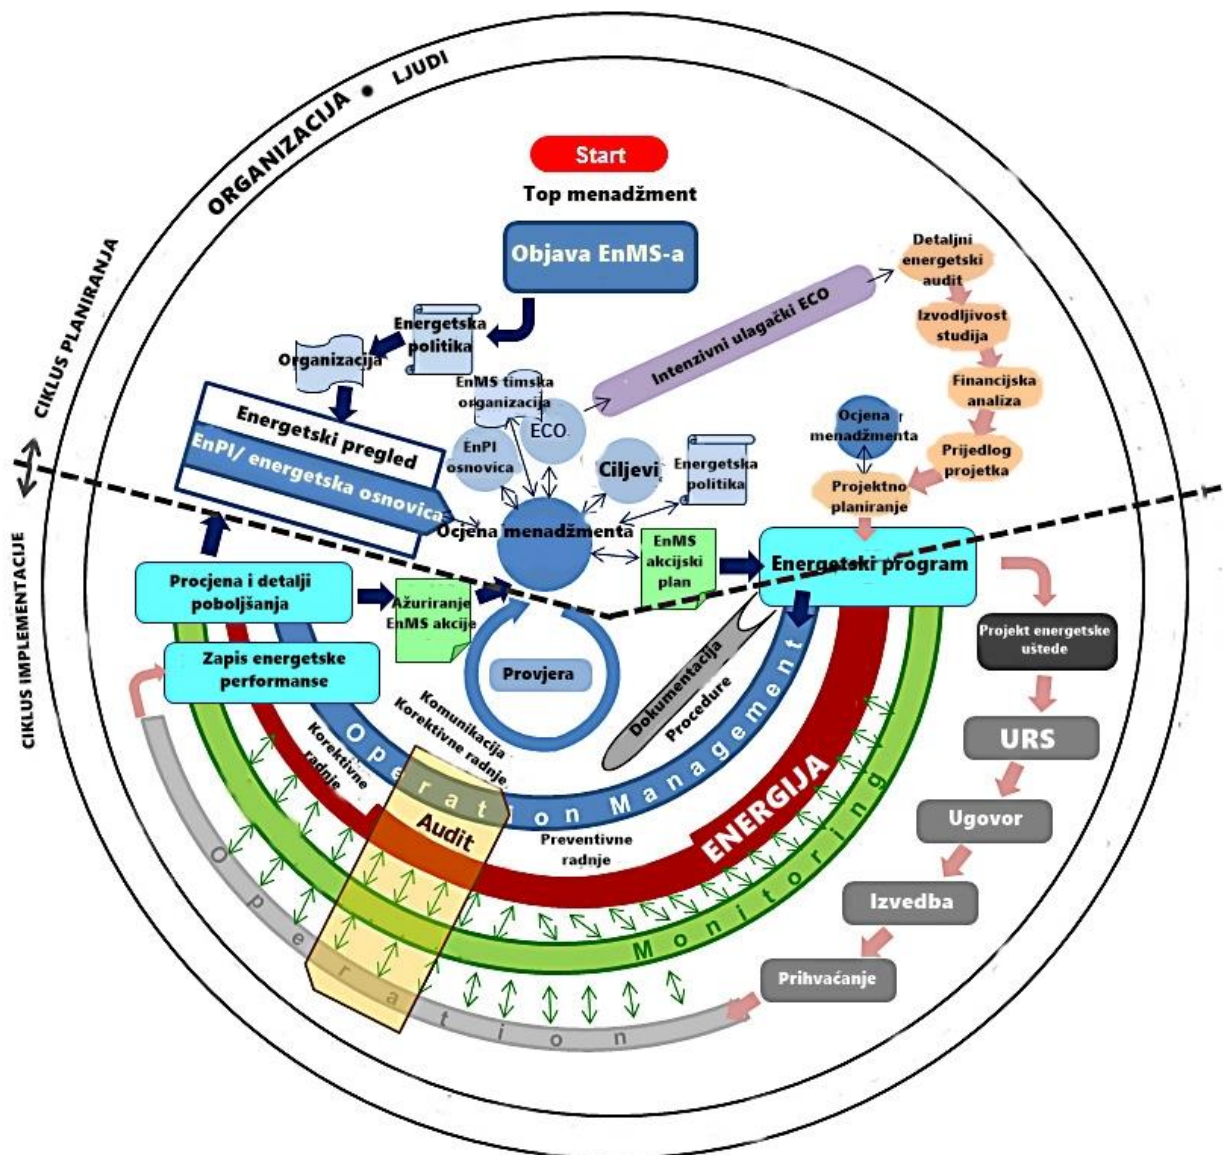 ORGANIZACIJA • LJUDI
CIKLUS PLANIRANJA
CIKLUS IMPLEMENTACIJE
Start
Top menadžment
Objava EnMS-a
Energetska
politika
Organizacija
Energetski pregled
EnPI/ energetska osnovica
EnMS timska
organizacija
ECO
EnPI
osnovica
Ciljevi
Energetska
politika
Ocjena menadžmenta
Intenzivni ulagački ECO
Detaljni
energetski
audit
Izvodljivost
studija
Financijska
analiza
Prijedlog
projetka
Projektno
planiranje
Ocjena
menadžmenta
EnMS
akcijski
plan
Energetski program
Procjena i detalji
poboljšanja
Ažuriranje
EnMS akcije
Zapis energetske
performanse
Provjera
Dokumentacija
Procedure
Komunikacija
Korektivne radnje
Korektivne
radnje
Operation Management
Audit
Preventivne
radnje
ENERGIJA
Monitoring
Operation
Projekt energetske
uštede
URS
Ugovor
Izvedba
Prihvaćanje